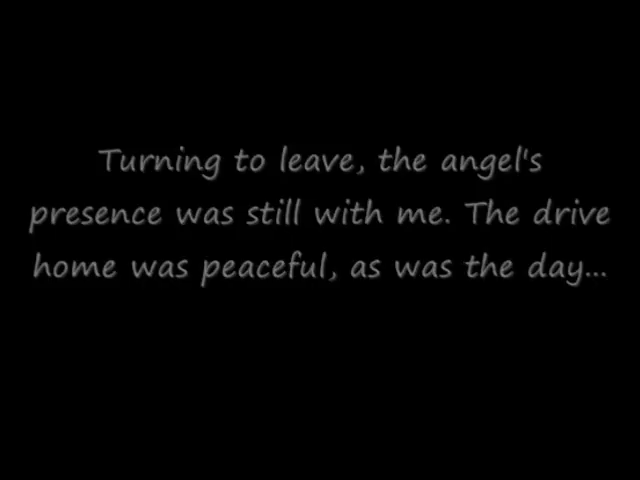 Turning to leave, the angel's
presence was still with me. The drive
home was peaceful, as was the day...